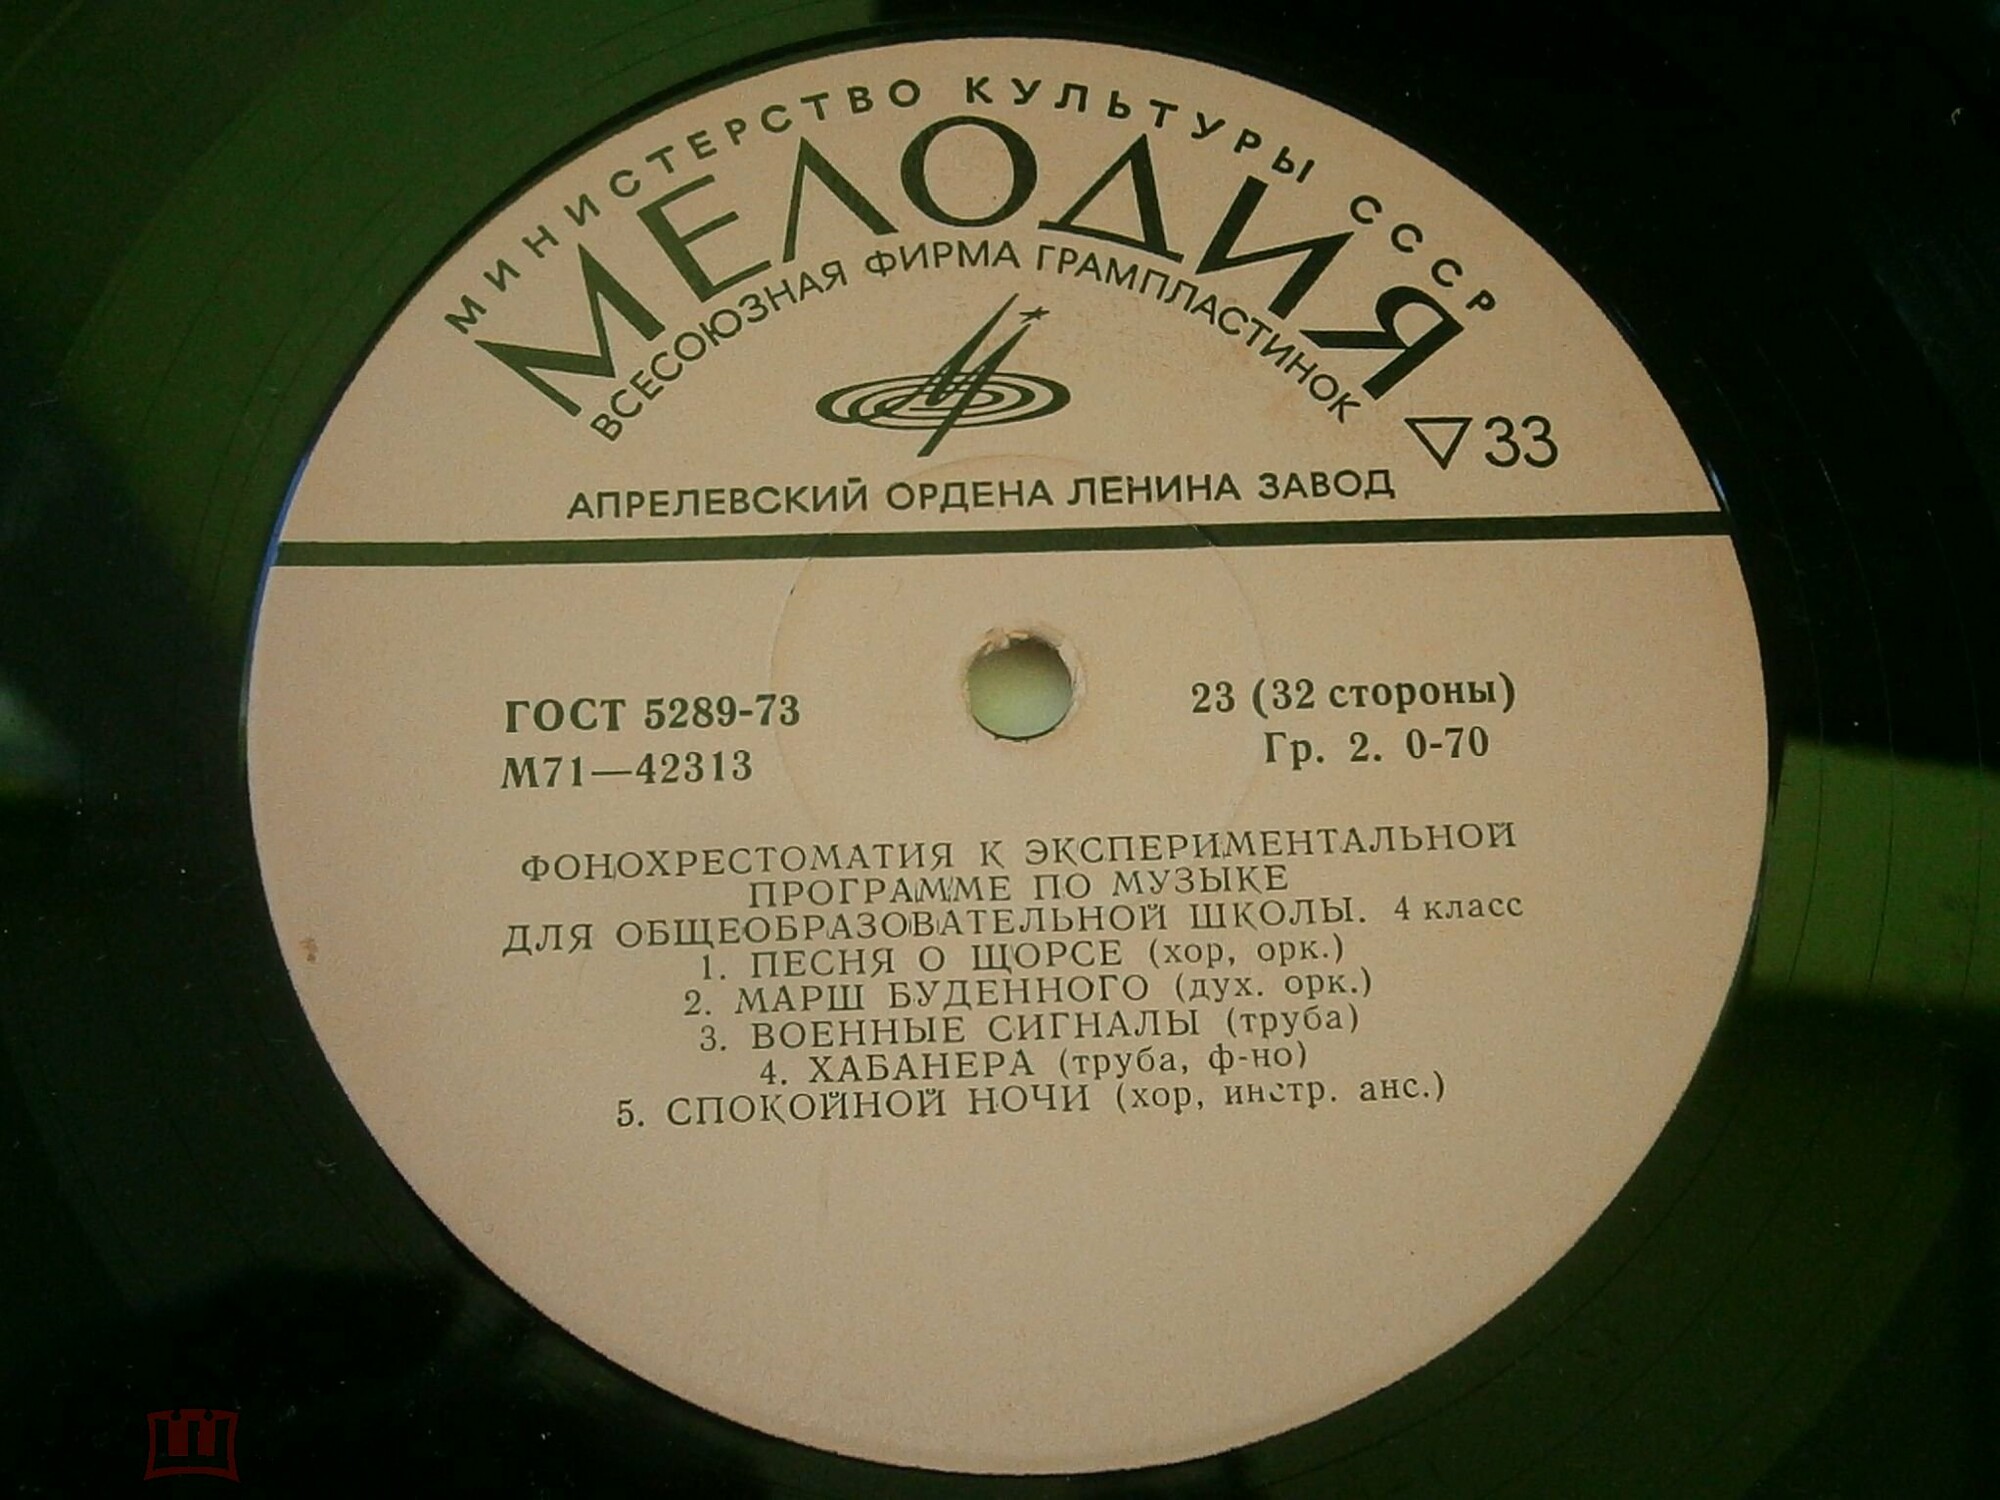 МИНИСТЕРСТВО КУЛЬТУРЫ СССР
МЕЛОДИЯ
ВСЕСОЮЗНАЯ ФИРМА ГРАМПЛАСТИНОК
33
АПРЕЛЕВСКИЙ ОРДЕНА ЛЕНИНА ЗАВОД
ГОСТ 5289-73
М71—42313
23 (32 стороны)
Гр. 2. 0-70
ФОНОХРЕСТОМАТИЯ К ЭКСПЕРИМЕНТАЛЬНОЙ
ПРОГРАММЕ ПО МУЗЫКЕ
ДЛЯ ОБЩЕОБРАЗОВАТЕЛЬНОЙ ШКОЛЫ. 4 класс
1. ПЕСНЯ О ЩОРСЕ (хор, орк.)
2. МАРШ БУДЕННОГО (дух. орк.)
3. ВОЕННЫЕ СИГНАЛЫ (труба)
4. ХАБАНЕРА (труба, ф-но)
5. СПОКОЙНОЙ НОЧИ (хор, инстр. анс.)